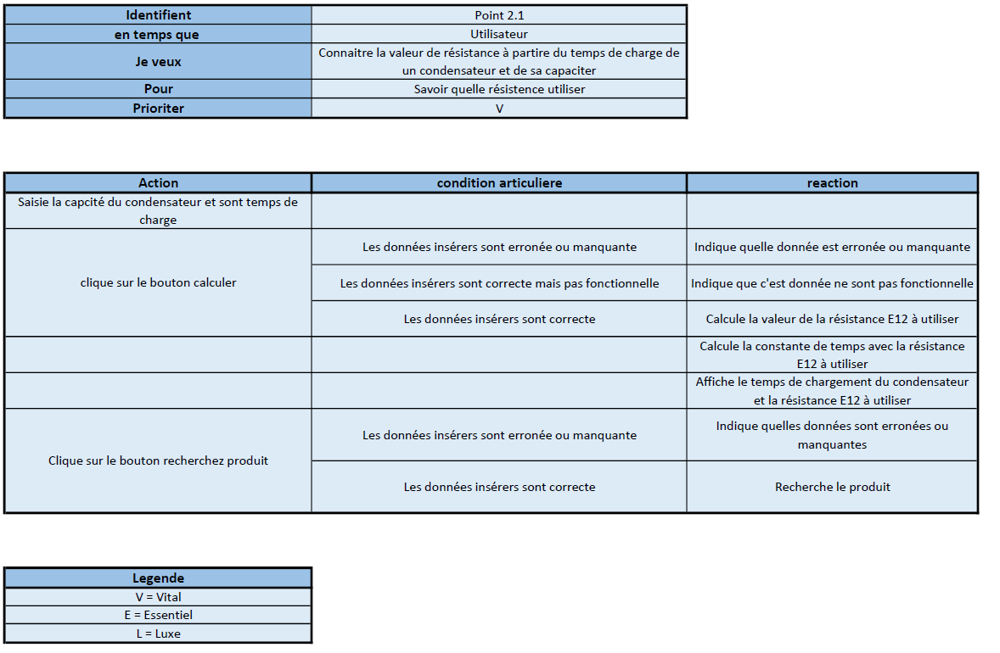 Identifient
Point 2.1
en temps que
Utilisateur
Je veux
Connaitre la valeur de résistance à partire du temps de charge de
un condensateur et de sa capaciter
Pour
Savoir quelle résistence utiliser
Prioriter
V
Action
condition articuliere
reaction
Saisie la capcité du condensateur et sont temps de
charge
clique sur le bouton calculer
Les données insérers sont erronée ou manquante
Indique quelle donnée est erronée ou manquante
Les données insérers sont correcte mais pas fonctionnelle
Indique que c'est donnée ne sont pas fonctionnelle
Les données insérers sont correcte
Calcule la valeur de la résistance E12 à utiliser
Calcule la constante de temps avec la résistance
E12 à utiliser
Affiche le temps de chargement du condensateur
et la résistance E12 à utiliser
Clique sur le bouton recherchez produit
Les données insérers sont erronée ou manquante
Indique quelles données sont erronées ou
manquantes
Les données insérers sont correcte
Recherche le produit
Legende
V = Vital
E = Essentiel
L = Luxe